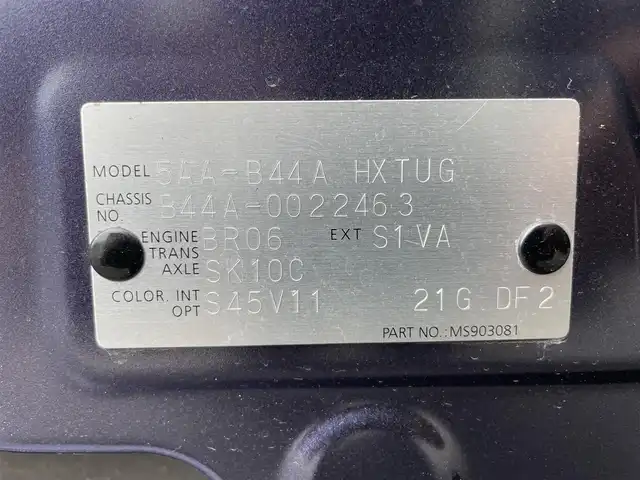 MODEL 5AA-B44A HXTUG
CHASSIS NO. B44A-0022463
ENGINE BR06 EXT S1VA
TRANS AXLE SK10C
COLOR. INT OPT S45V11 21G DF2
PART NO.: MS903081